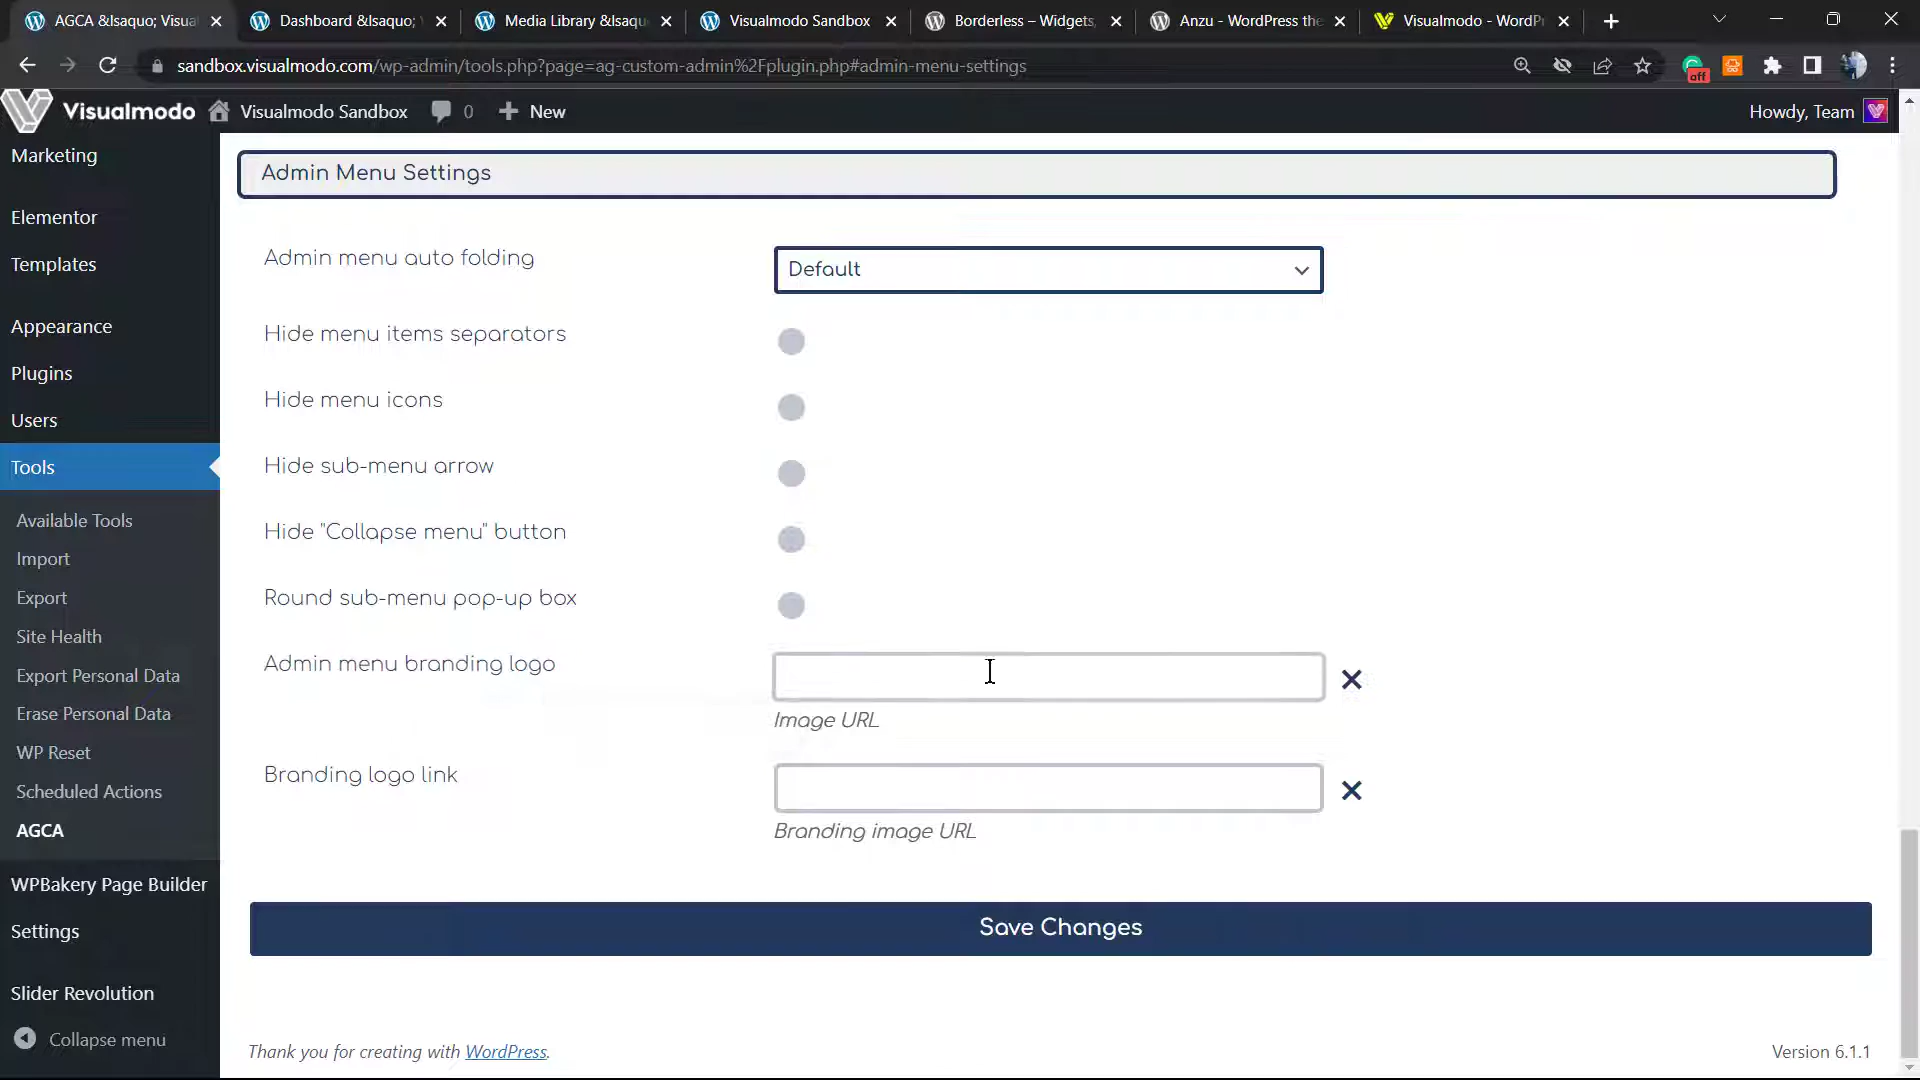 AGCA &lsaquo; Visua
Dashboard &lsaquo;
Media Library &lsaqu
Visualmodo Sandbox
Borderless – Widgets,
Anzu - WordPress the
Visualmodo - WordP
sandbox.visualmodo.com/wp-admin/tools.php?page=ag-custom-admin%2Fplugin.php#admin-menu-settings
off
Visualmodo
Visualmodo Sandbox
0
New
Howdy, Team
Marketing
Elementor
Templates
Appearance
Plugins
Users
Tools
Available Tools
Import
Export
Site Health
Export Personal Data
Erase Personal Data
WP Reset
Scheduled Actions
AGCA
WPBakery Page Builder
Settings
Slider Revolution
Collapse menu
Admin Menu Settings
Admin menu auto folding
Default
Hide menu items separators
Hide menu icons
Hide sub-menu arrow
Hide "Collapse menu" button
Round sub-menu pop-up box
Admin menu branding logo
Image URL
Branding logo link
Branding image URL
Save Changes
Thank you for creating with WordPress.
Version 6.1.1